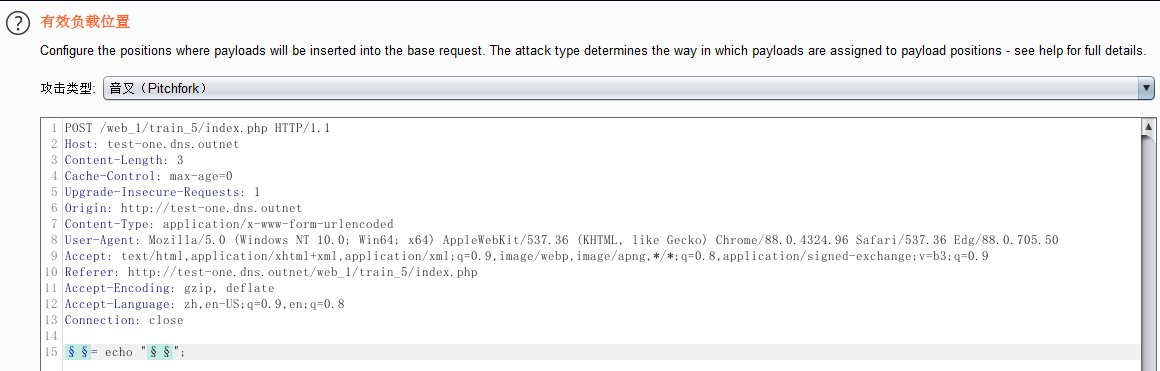 ? 有效负载位置
Configure the positions where payloads will be inserted into the base request. The attack type determines the way in which payloads are assigned to payload positions - see help for full details.
攻击类型: 音叉（Pitchfork）
1 POST /web_1/train_5/index.php HTTP/1.1
2 Host: test-one.dns.outnet
3 Content-Length: 3
4 Cache-Control: max-age=0
5 Upgrade-Insecure-Requests: 1
6 Origin: http://test-one.dns.outnet
7 Content-Type: application/x-www-form-urlencoded
8 User-Agent: Mozilla/5.0 (Windows NT 10.0; Win64; x64) AppleWebKit/537.36 (KHTML, like Gecko) Chrome/88.0.4324.96 Safari/537.36 Edg/88.0.705.50
9 Accept: text/html,application/xhtml+xml,application/xml;q=0.9,image/webp,image/apng,*/*;q=0.8,application/signed-exchange;v=b3;q=0.9
10 Referer: http://test-one.dns.outnet/web_1/train_5/index.php
11 Accept-Encoding: gzip, deflate
12 Accept-Language: zh,en-US;q=0.9,en;q=0.8
13 Connection: close
14
15 §§= echo "§§";